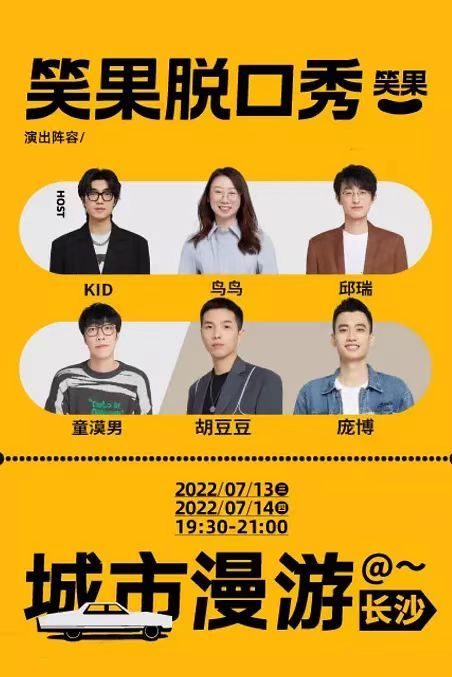 笑果脱口秀 笑果
演出阵容/
HOST
KID 鸟鸟 邱瑞
童漠男 胡豆豆 庞博
2022/07/13 三
2022/07/14 四
19:30-21:00
城市漫游 @～
长沙